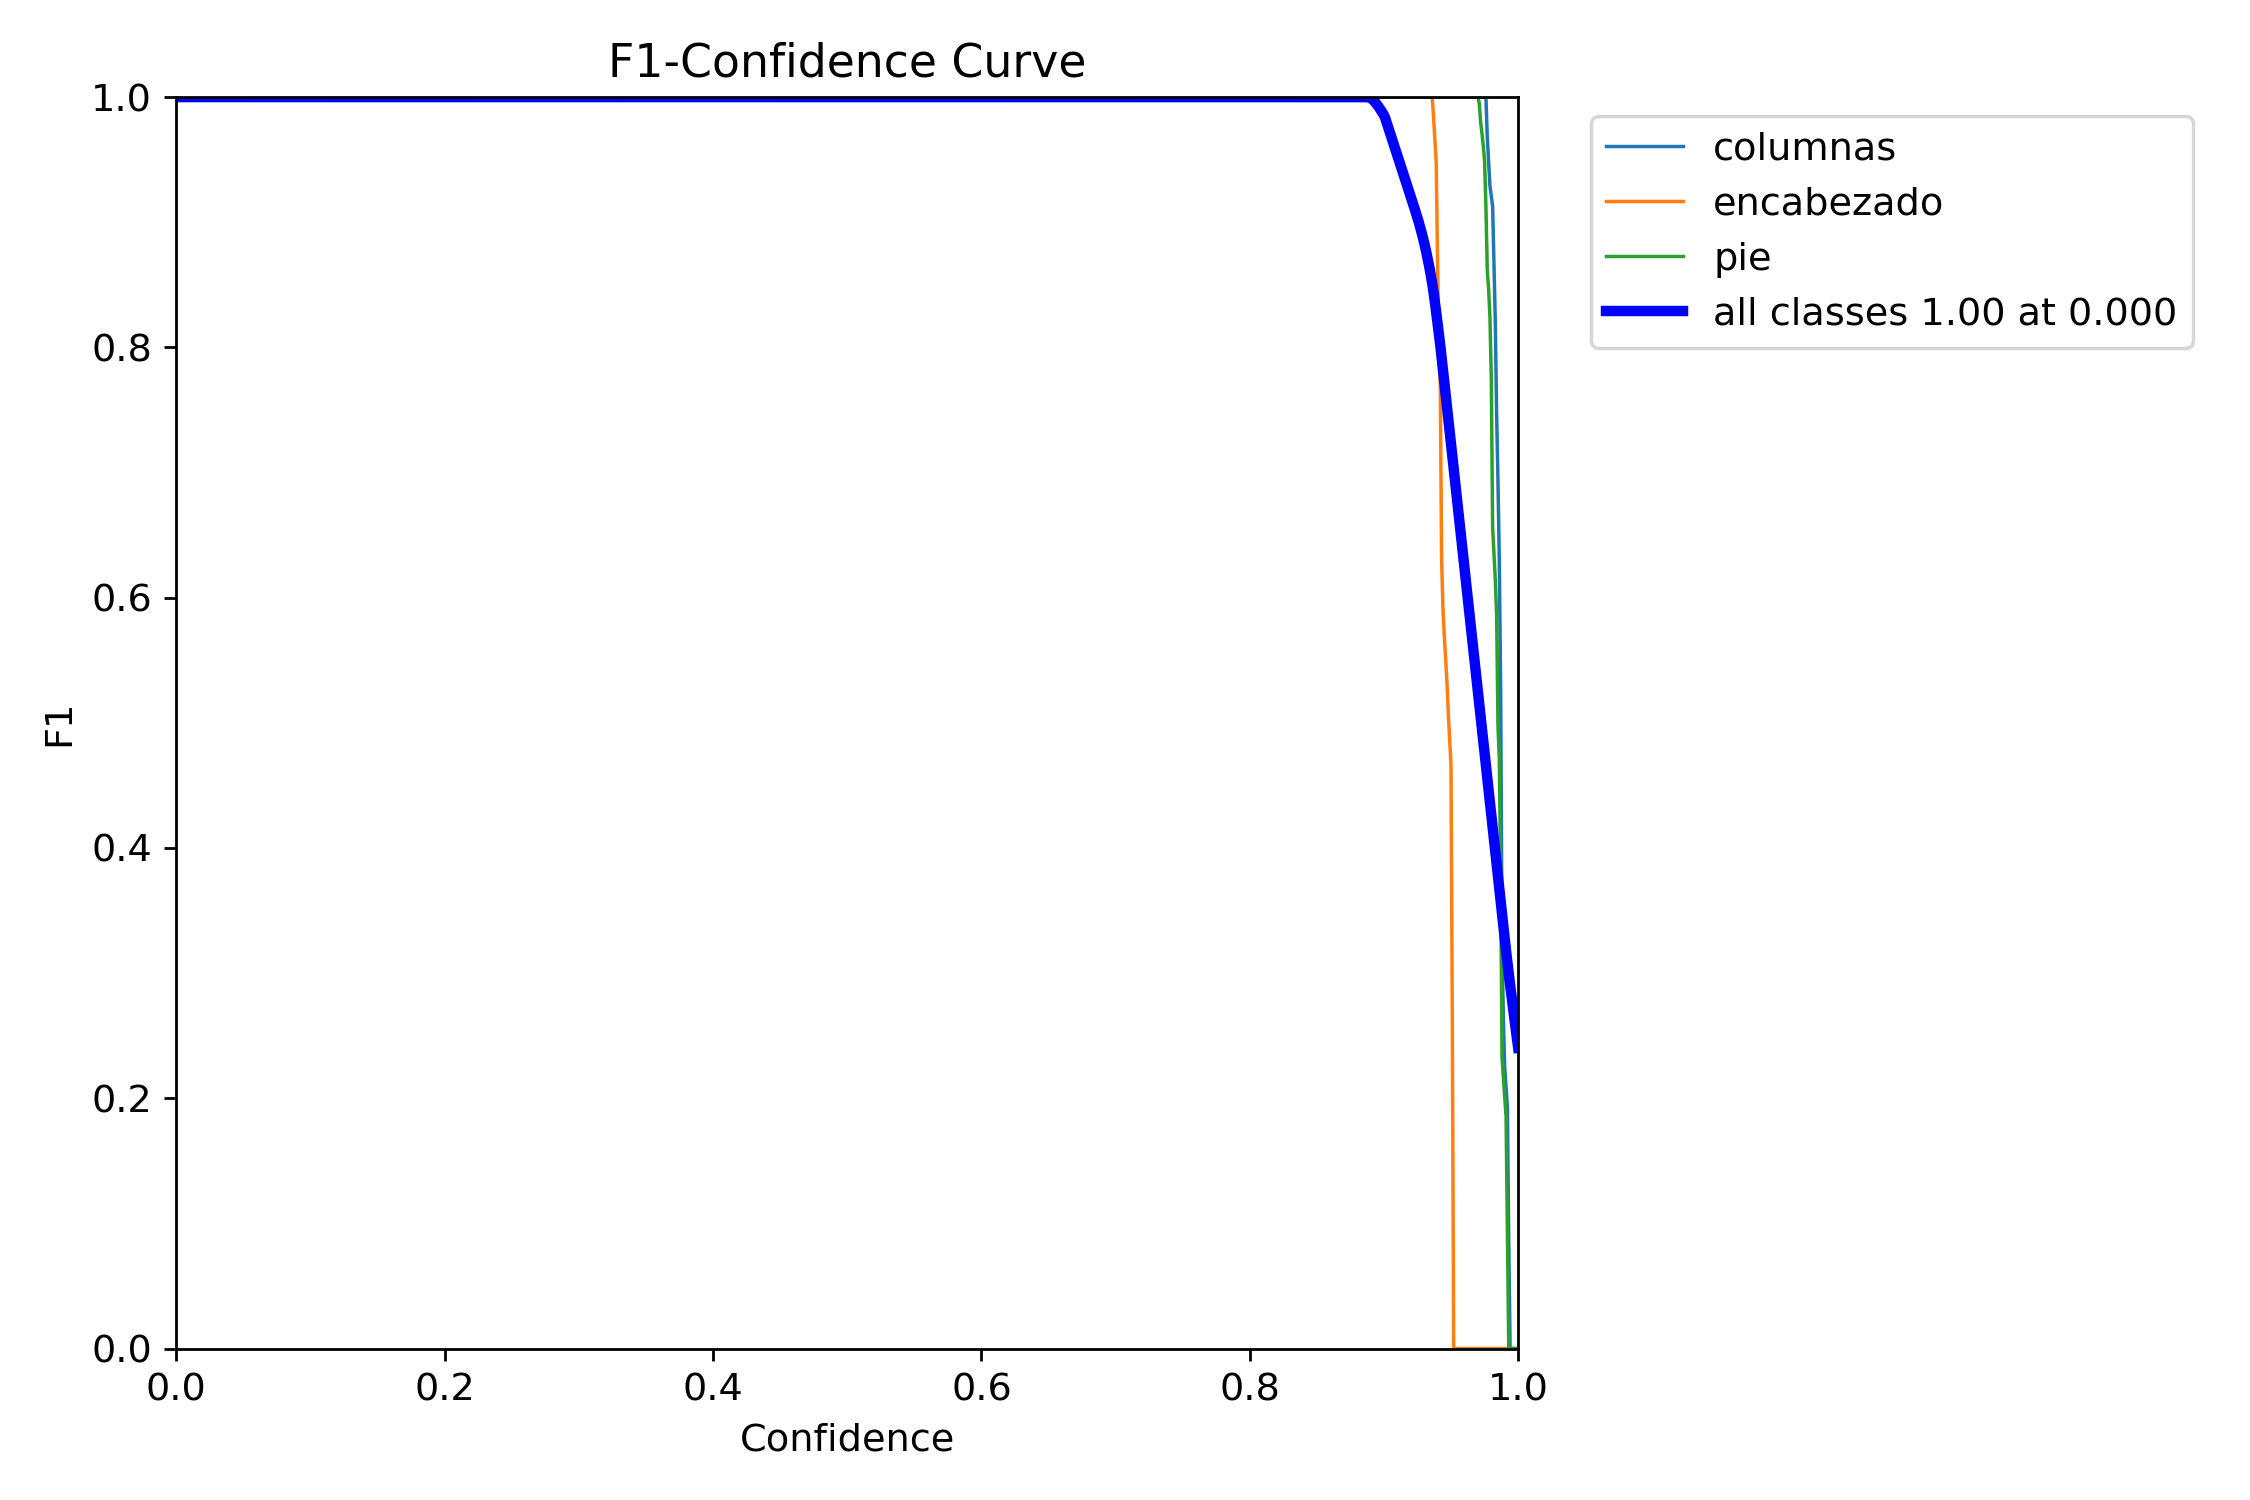 F1-Confidence Curve
1.0
0.8
0.6
0.4
0.2
0.0
F1
0.0 0.2 0.4 0.6 0.8 1.0
Confidence
columnas
encabezado
pie
all classes 1.00 at 0.000